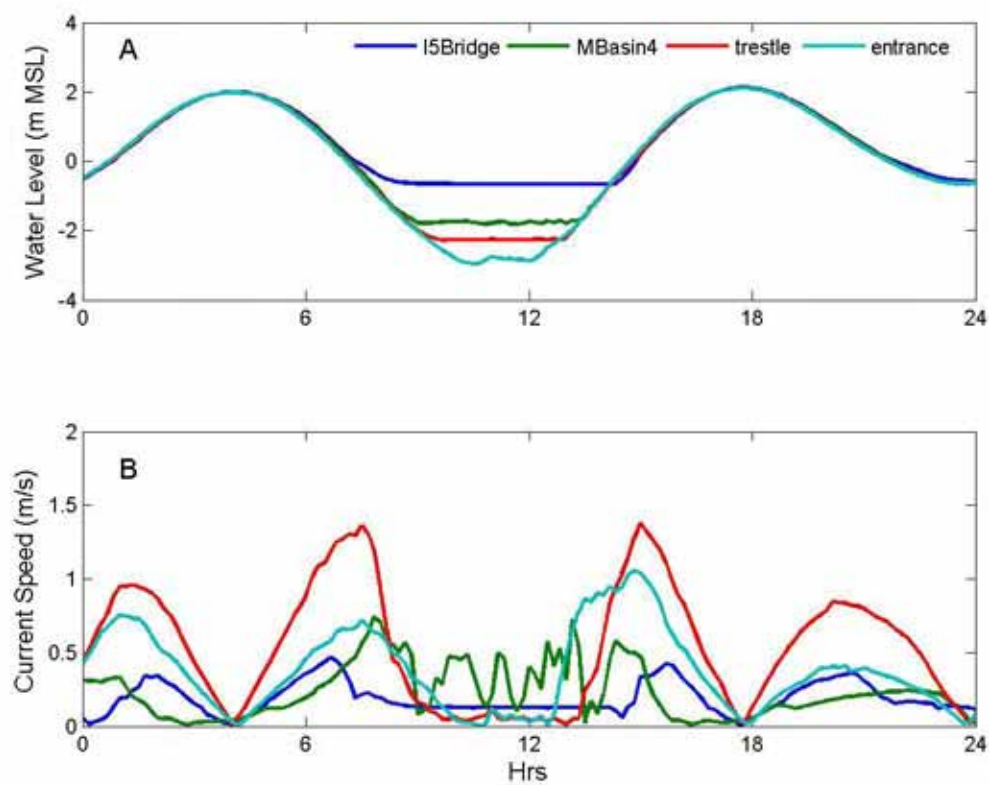 A
I5Bridge MBasin4 trestle entrance
Water Level (m MSL)
4
2
0
-2
-4
0 6 12 18 24
B
Current Speed (m/s)
2
1.5
1
0.5
0
0 6 12 18 24
Hrs